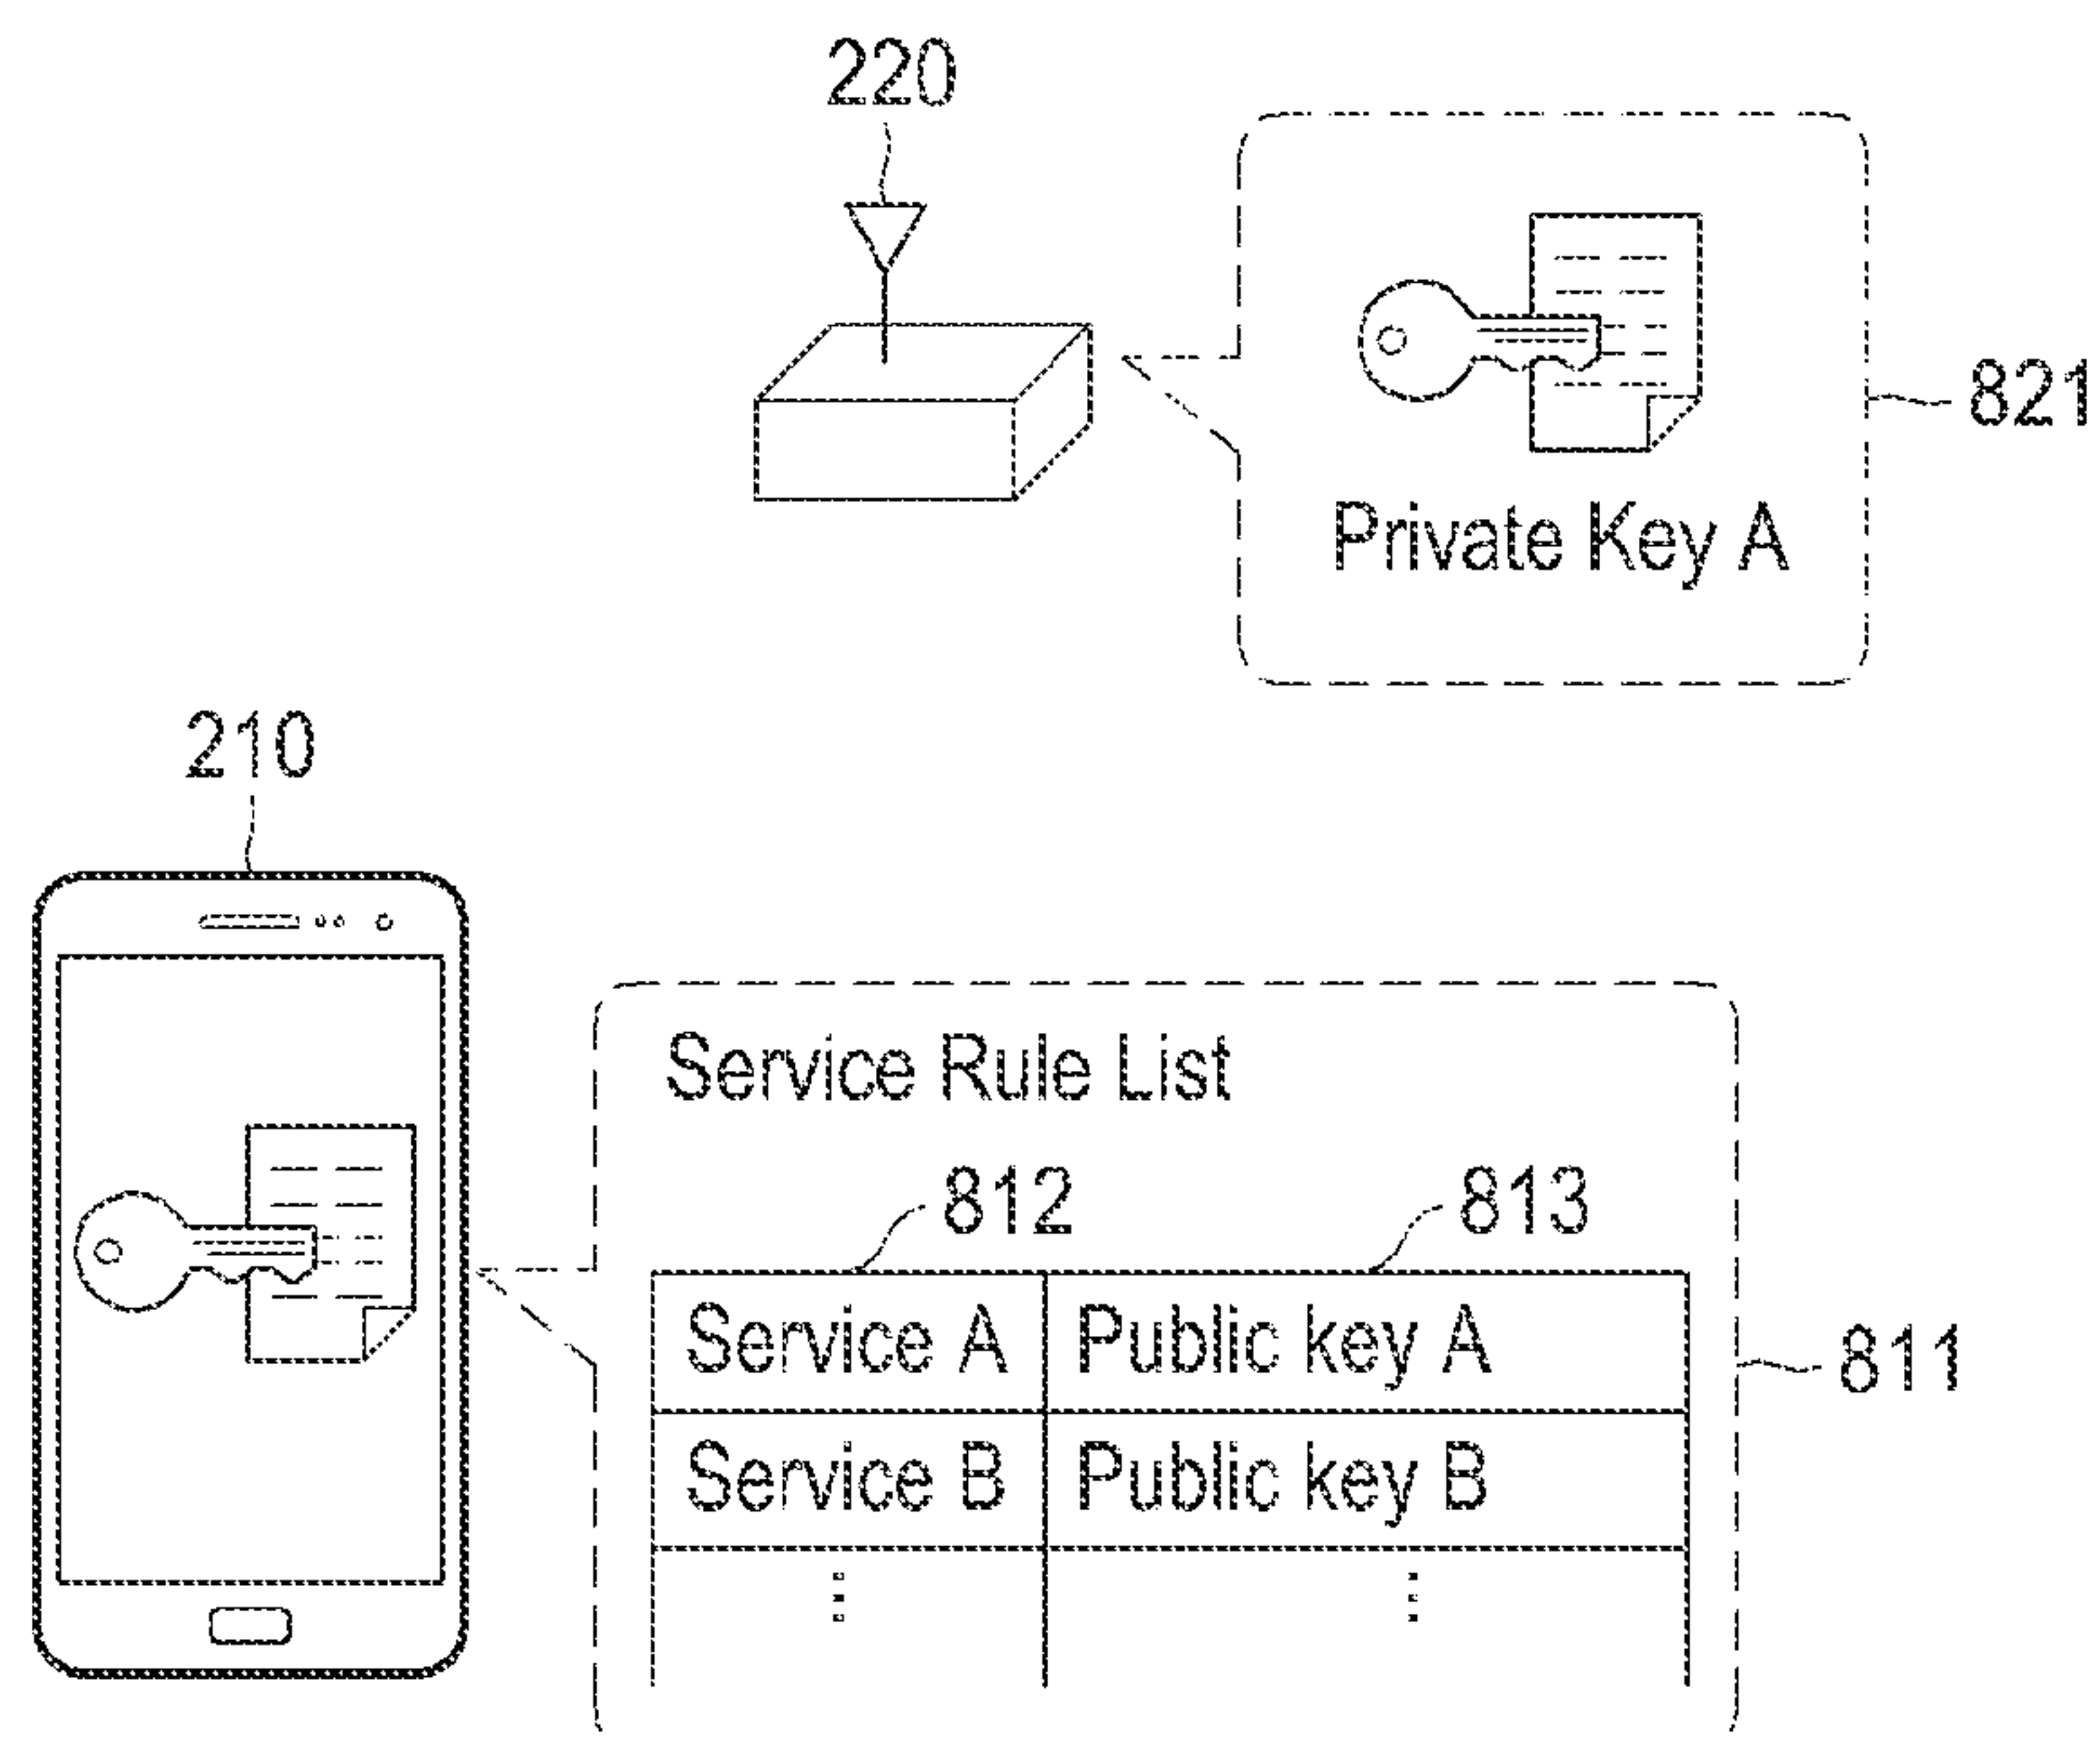 220
821
Private Key A
210
Service Rule List
812 813
Service A Public key A
811
Service B Public key B